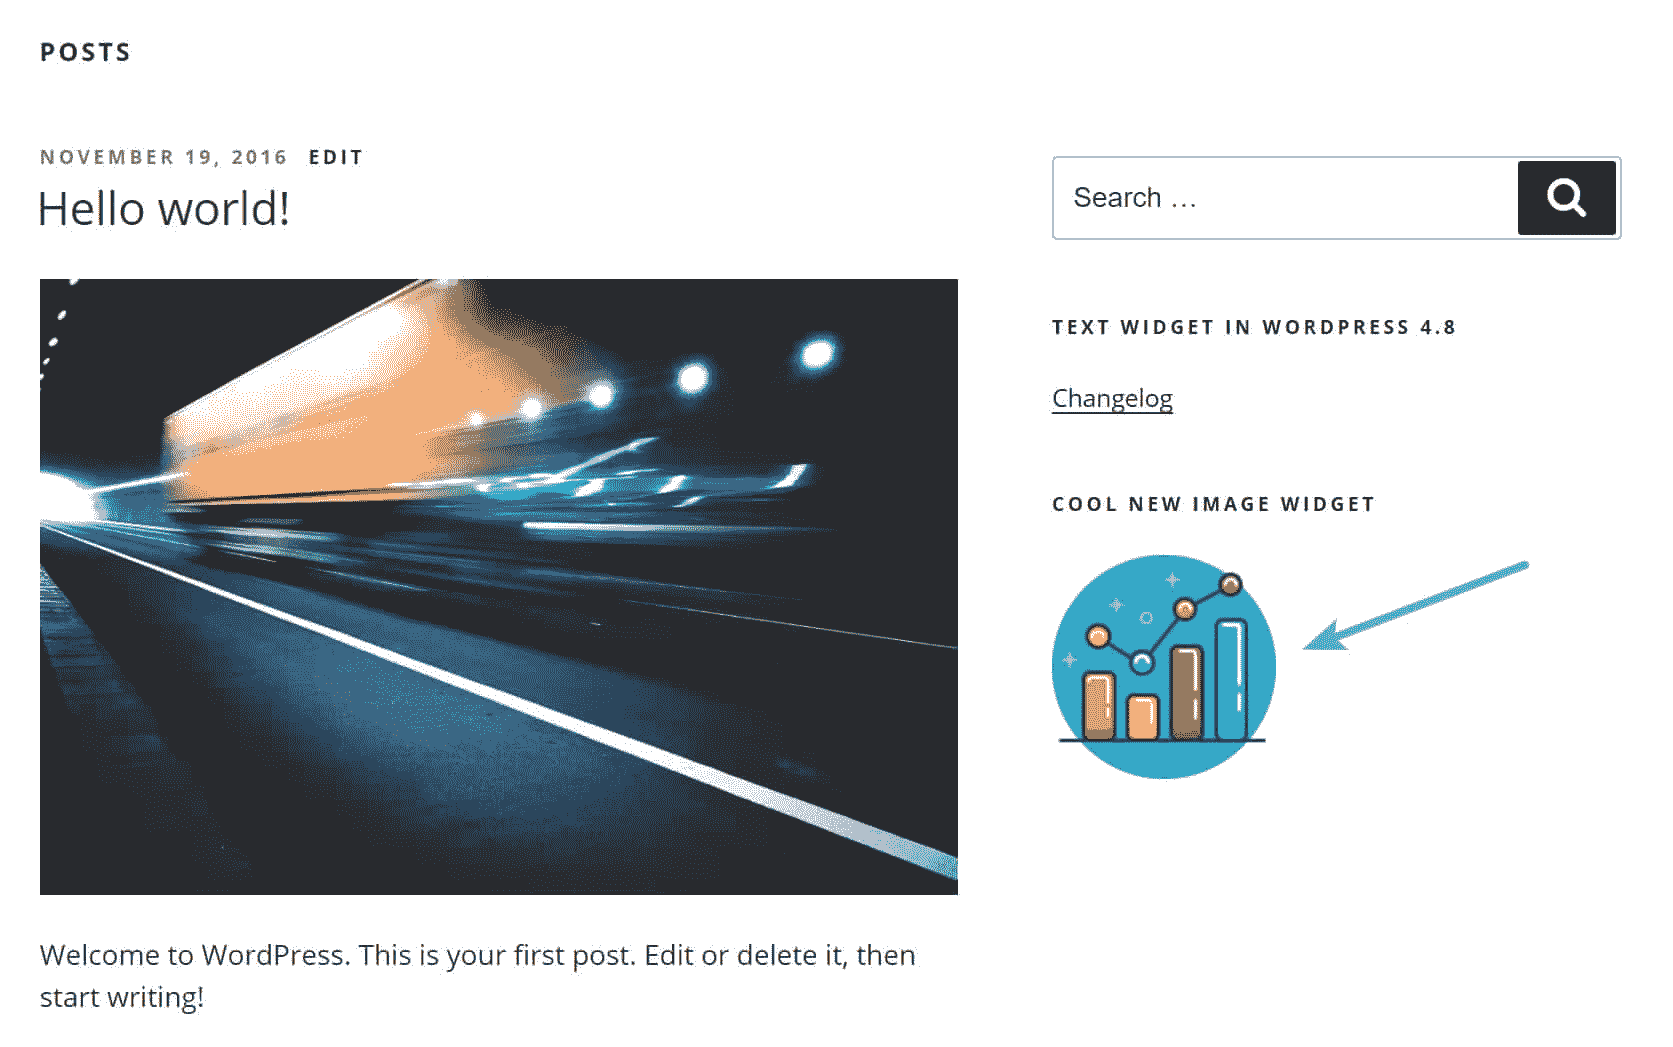 POSTS
NOVEMBER 19, 2016 EDIT
Hello world!
Welcome to WordPress. This is your first post. Edit or delete it, then
start writing!
Search …
TEXT WIDGET IN WORDPRESS 4.8
Changelog
COOL NEW IMAGE WIDGET